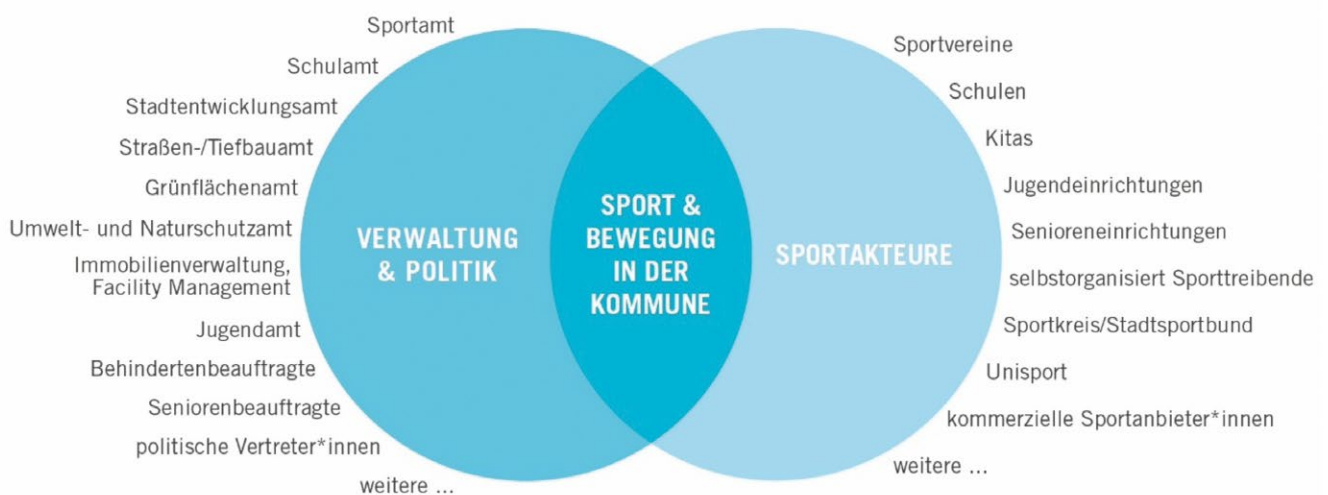 Sportamt
Schulamt
Stadtentwicklungsamt
Straßen-/Tiefbauamt
Grünflächenamt
Umwelt- und Naturschutzamt
Immobilienverwaltung,
Facility Management
Jugendamt
Behindertenbeauftragte
Seniorenbeauftragte
politische Vertreter*innen
weitere ...
VERWALTUNG
& POLITIK
SPORT &
BEWEGUNG
IN DER
KOMMUNE
SPORTAKTEURE
Sportvereine
Schulen
Kitas
Jugendeinrichtungen
Senioreneinrichtungen
selbstorganisiert Sporttreibende
Sportkreis/Stadtsportbund
Unisport
kommerzielle Sportanbieter*innen
weitere ...